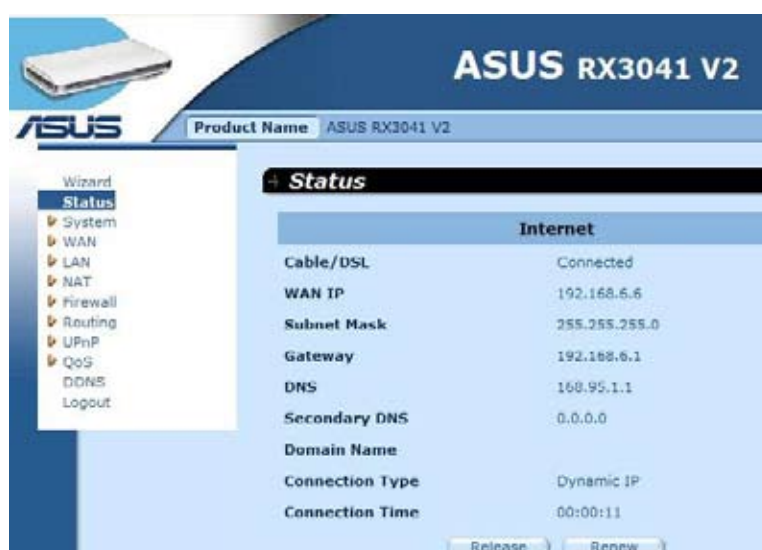 ASUS RX3041 V2
ASUS
Product Name ASUS RX3041 V2
Wizard
Status
System
WAN
LAN
NAT
Firewall
Routing
UPnP
QoS
DDNS
Logout
Status
Internet
Cable/DSL Connected
WAN IP 192.168.6.6
Subnet Mask 255.255.255.0
Gateway 192.168.6.1
DNS 168.95.1.1
Secondary DNS 0.0.0.0
Domain Name
Connection Type Dynamic IP
Connection Time 00:00:11
Release Renew